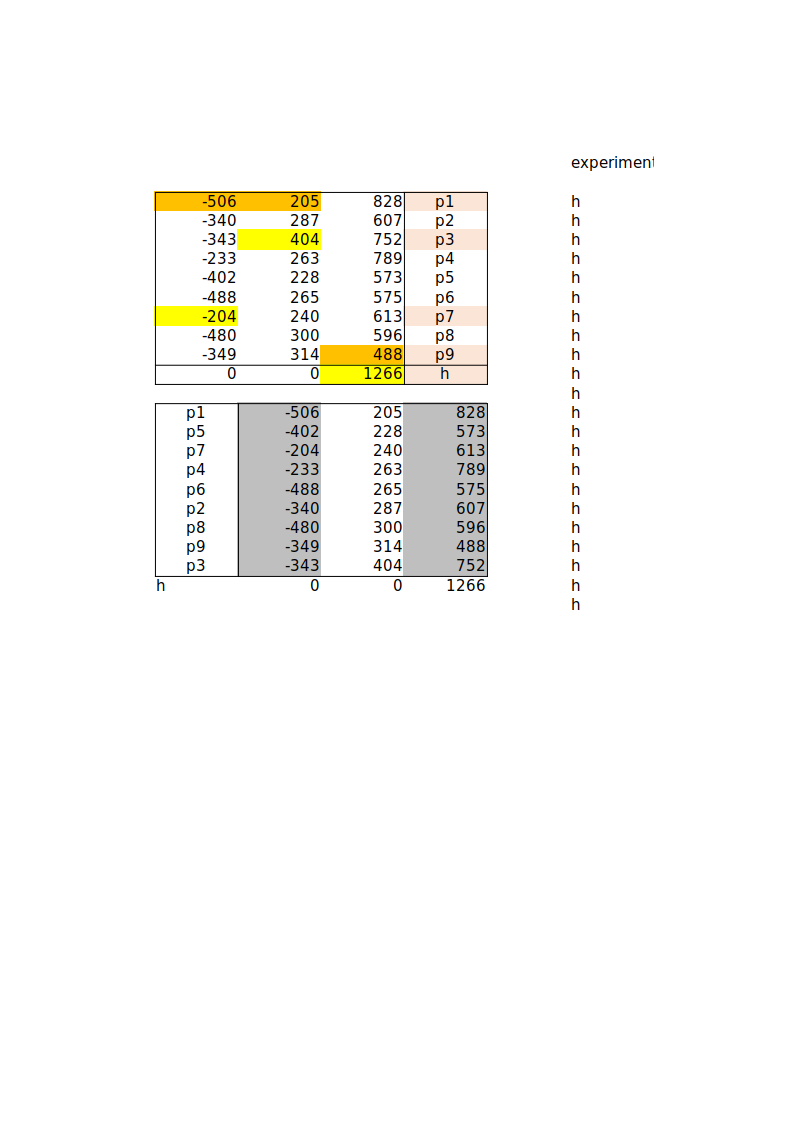 experiment
-506 205 828 p1 h
-340 287 607 p2 h
-343 404 752 p3 h
-233 263 789 p4 h
-402 228 573 p5 h
-488 265 575 p6 h
-204 240 613 p7 h
-480 300 596 p8 h
-349 314 488 p9 h
0 0 1266 h h
h
p1 -506 205 828 h
p5 -402 228 573 h
p7 -204 240 613 h
p4 -233 263 789 h
p6 -488 265 575 h
p2 -340 287 607 h
p8 -480 300 596 h
p9 -349 314 488 h
p3 -343 404 752 h
h 0 0 1266 h
h